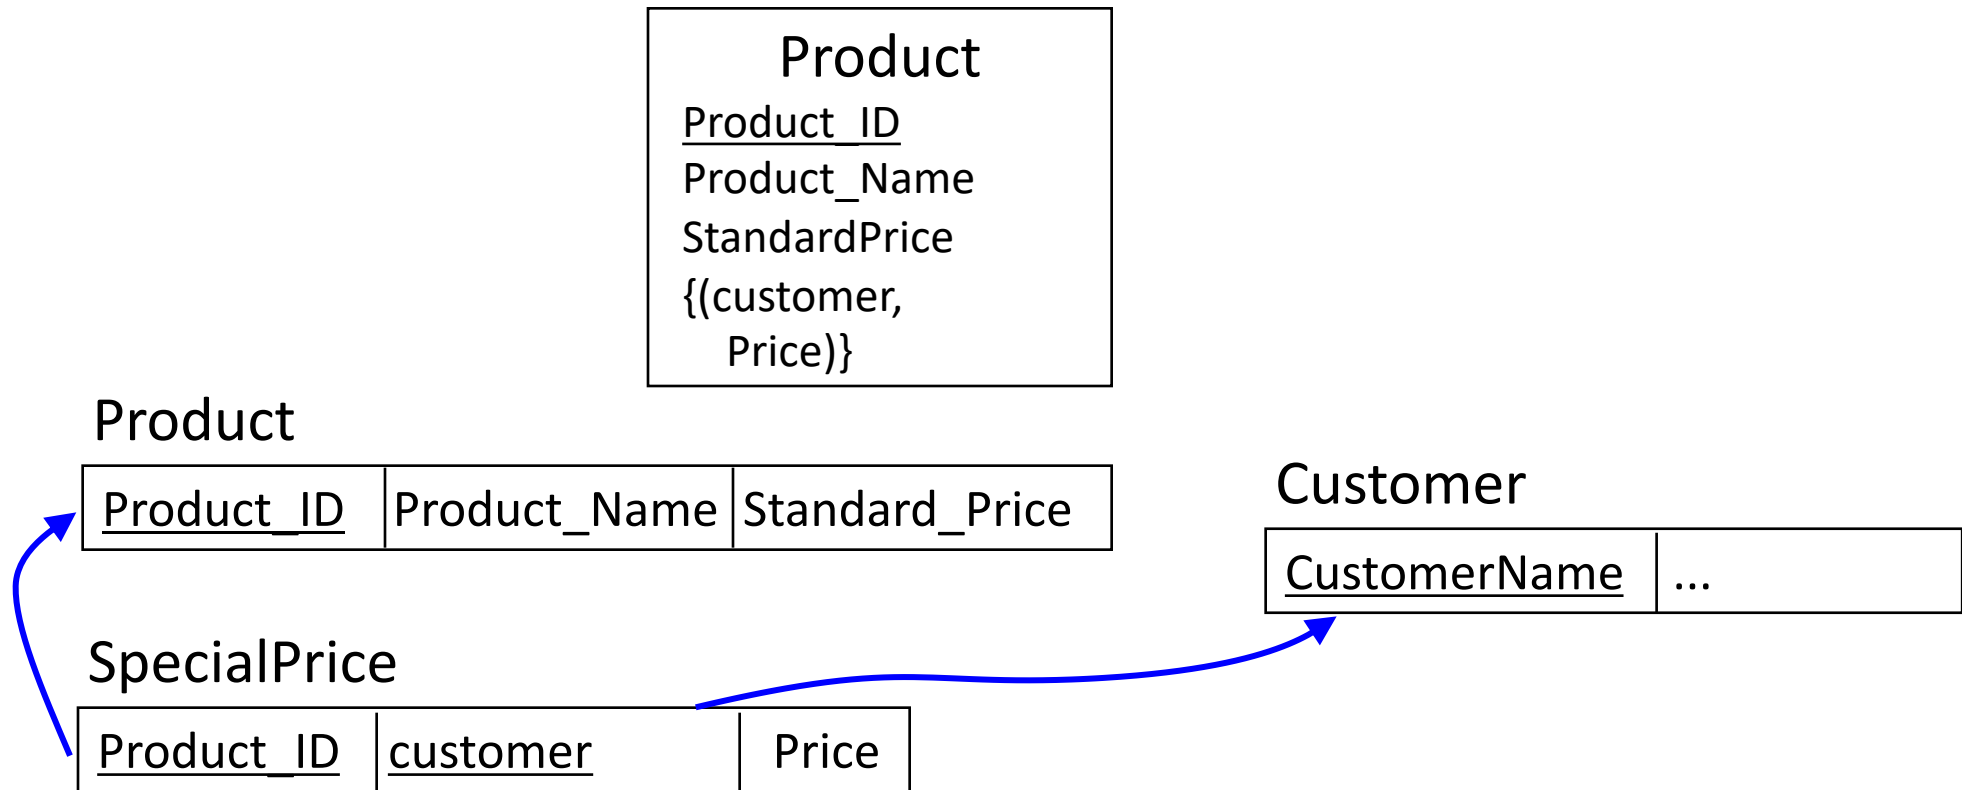 Product
Product_ID
Product_Name
StandardPrice
{(customer,
Price)}
Product
Product_ID Product_Name Standard_Price
Customer
CustomerName ...
SpecialPrice
Product_ID customer Price